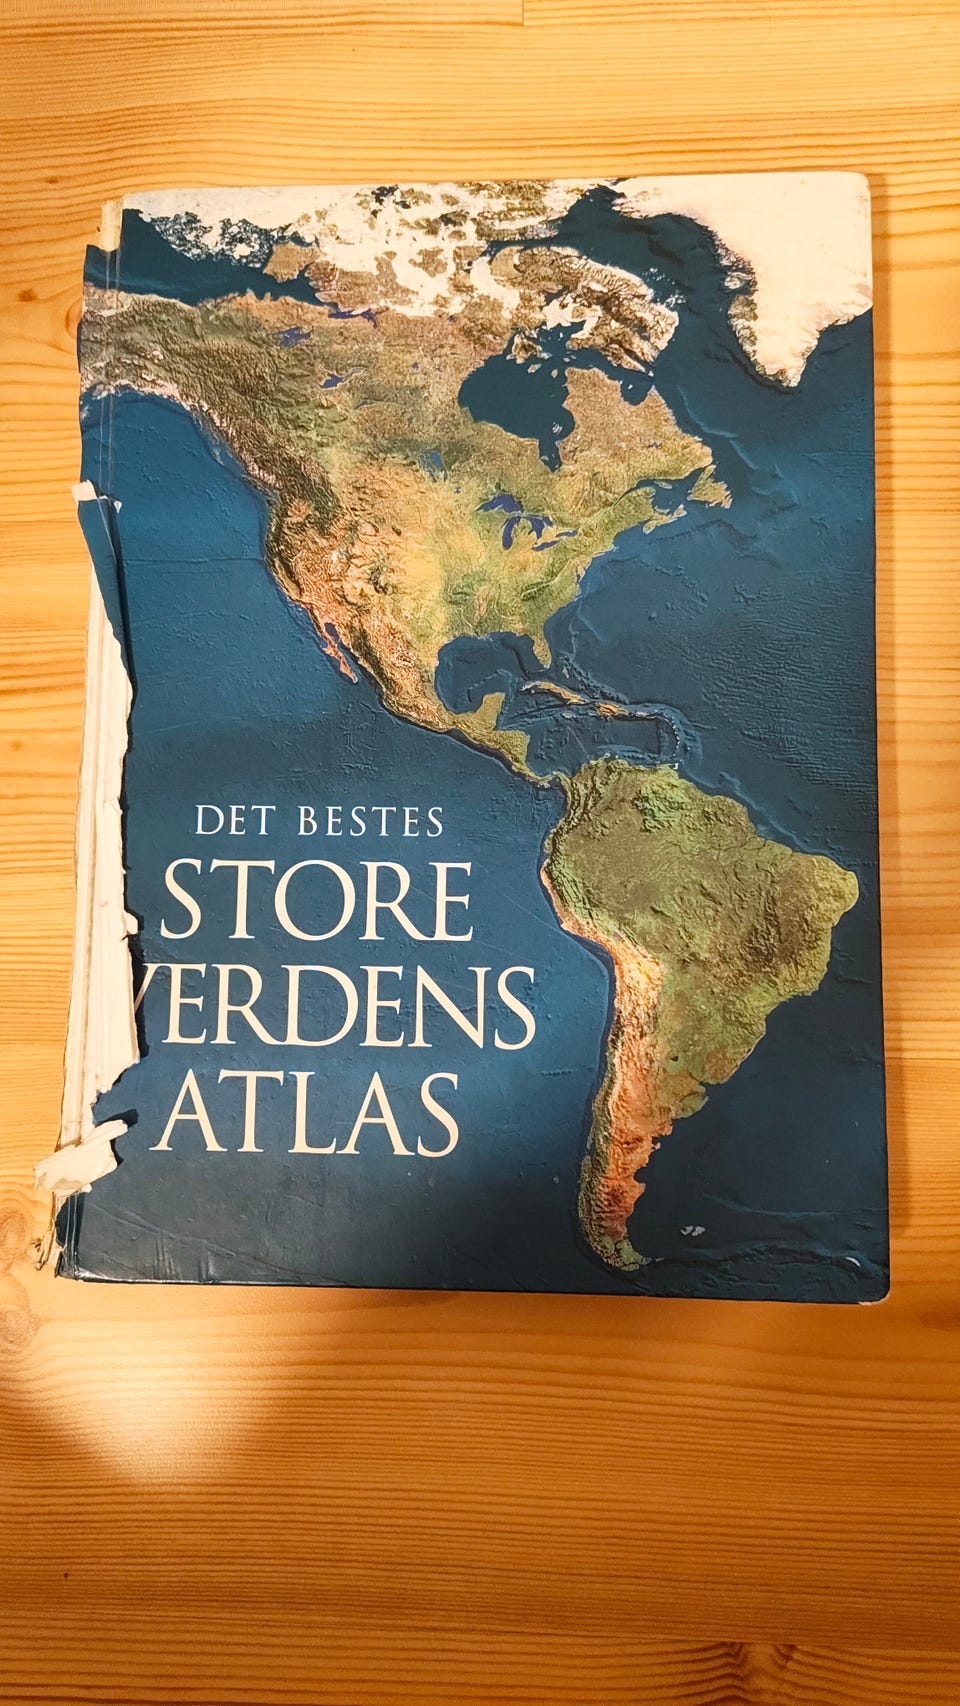 DET BESTES
STORE
VERDENS
ATLAS